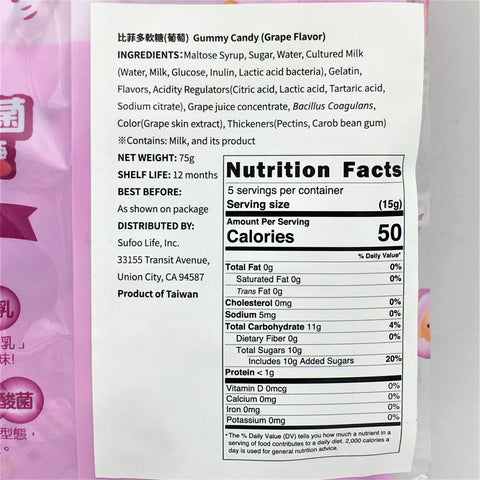 比菲多軟糖(葡萄) Gummy Candy (Grape Flavor)
INGREDIENTS:Maltose Syrup, Sugar, Water, Cultured Milk
(Water, Milk, Glucose, Inulin, Lactic acid bacteria), Gelatin,
Flavors, Acidity Regulators(Citric acid, Lactic acid, Tartaric acid,
Sodium citrate), Grape juice concentrate, Bacillus Coagulans,
Color(Grape skin extract), Thickeners(Pectins, Carob bean gum)
※Contains: Milk, and its product
NET WEIGHT: 75g
SHELF LIFE: 12 months
BEST BEFORE:
As shown on package
DISTRIBUTED BY:
Sufoo Life, Inc.
33155 Transit Avenue,
Union City, CA 94587
Product of Taiwan
Nutrition Facts
5 servings per container
Serving size (15g)
Amount Per Serving
Calories 50
% Daily Value*
Total Fat 0g 0%
Saturated Fat 0g 0%
Trans Fat 0g
Cholesterol 0mg 0%
Sodium 5mg 0%
Total Carbohydrate 11g 4%
Dietary Fiber 0g 0%
Total Sugars 10g
Includes 10g Added Sugars 20%
Protein < 1g
Vitamin D 0mcg 0%
Calcium 0mg 0%
Iron 0mg 0%
Potassium 0mg 0%
*The % Daily Value (DV) tells you how much a nutrient in a
serving of food contributes to a daily diet. 2,000 calories a
day is used for general nutrition advice.
菌
乳
乳」
味!
酸菌
型態，
。